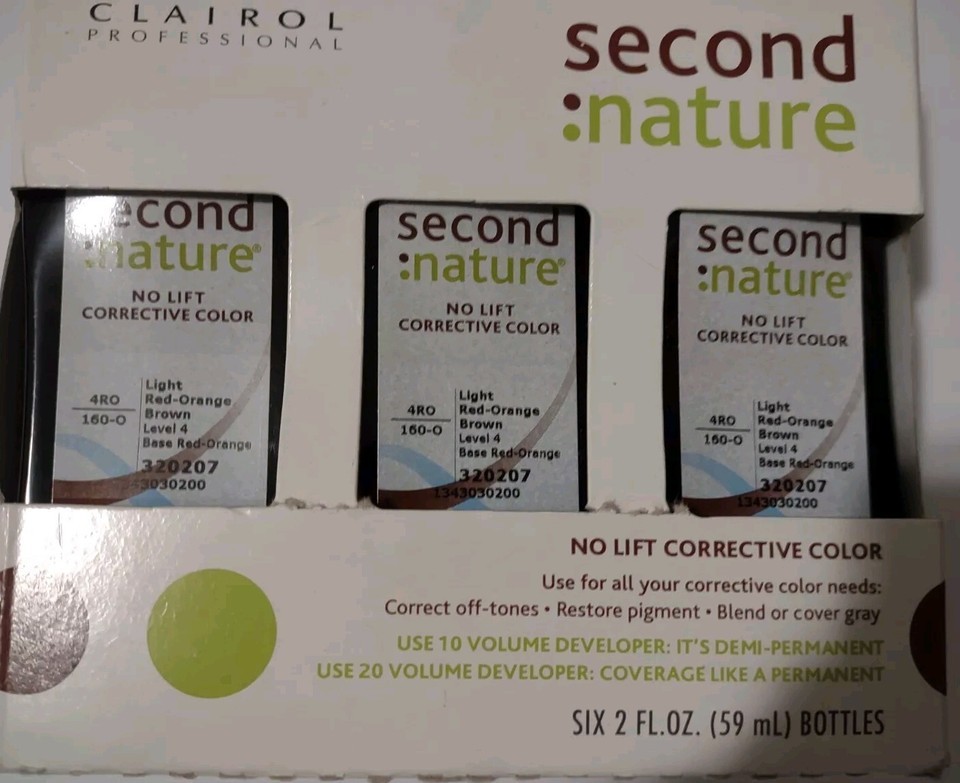 CLAIROL
PROFESSIONAL
second
:nature
second
:nature®
NO LIFT
CORRECTIVE COLOR
4RO
160-O
Light
Red-Orange
Brown
Level 4
Base Red-Orange
320207
1343030200
second
:nature®
NO LIFT
CORRECTIVE COLOR
4RO
160-O
Light
Red-Orange
Brown
Level 4
Base Red-Orange
320207
1343030200
second
:nature®
NO LIFT
CORRECTIVE COLOR
4RO
160-O
Light
Red-Orange
Brown
Level 4
Base Red-Orange
320207
1343030200
NO LIFT CORRECTIVE COLOR
Use for all your corrective color needs:
Correct off-tones • Restore pigment • Blend or cover gray
USE 10 VOLUME DEVELOPER: IT'S DEMI-PERMANENT
USE 20 VOLUME DEVELOPER: COVERAGE LIKE A PERMANENT
SIX 2 FL.OZ. (59 mL) BOTTLES